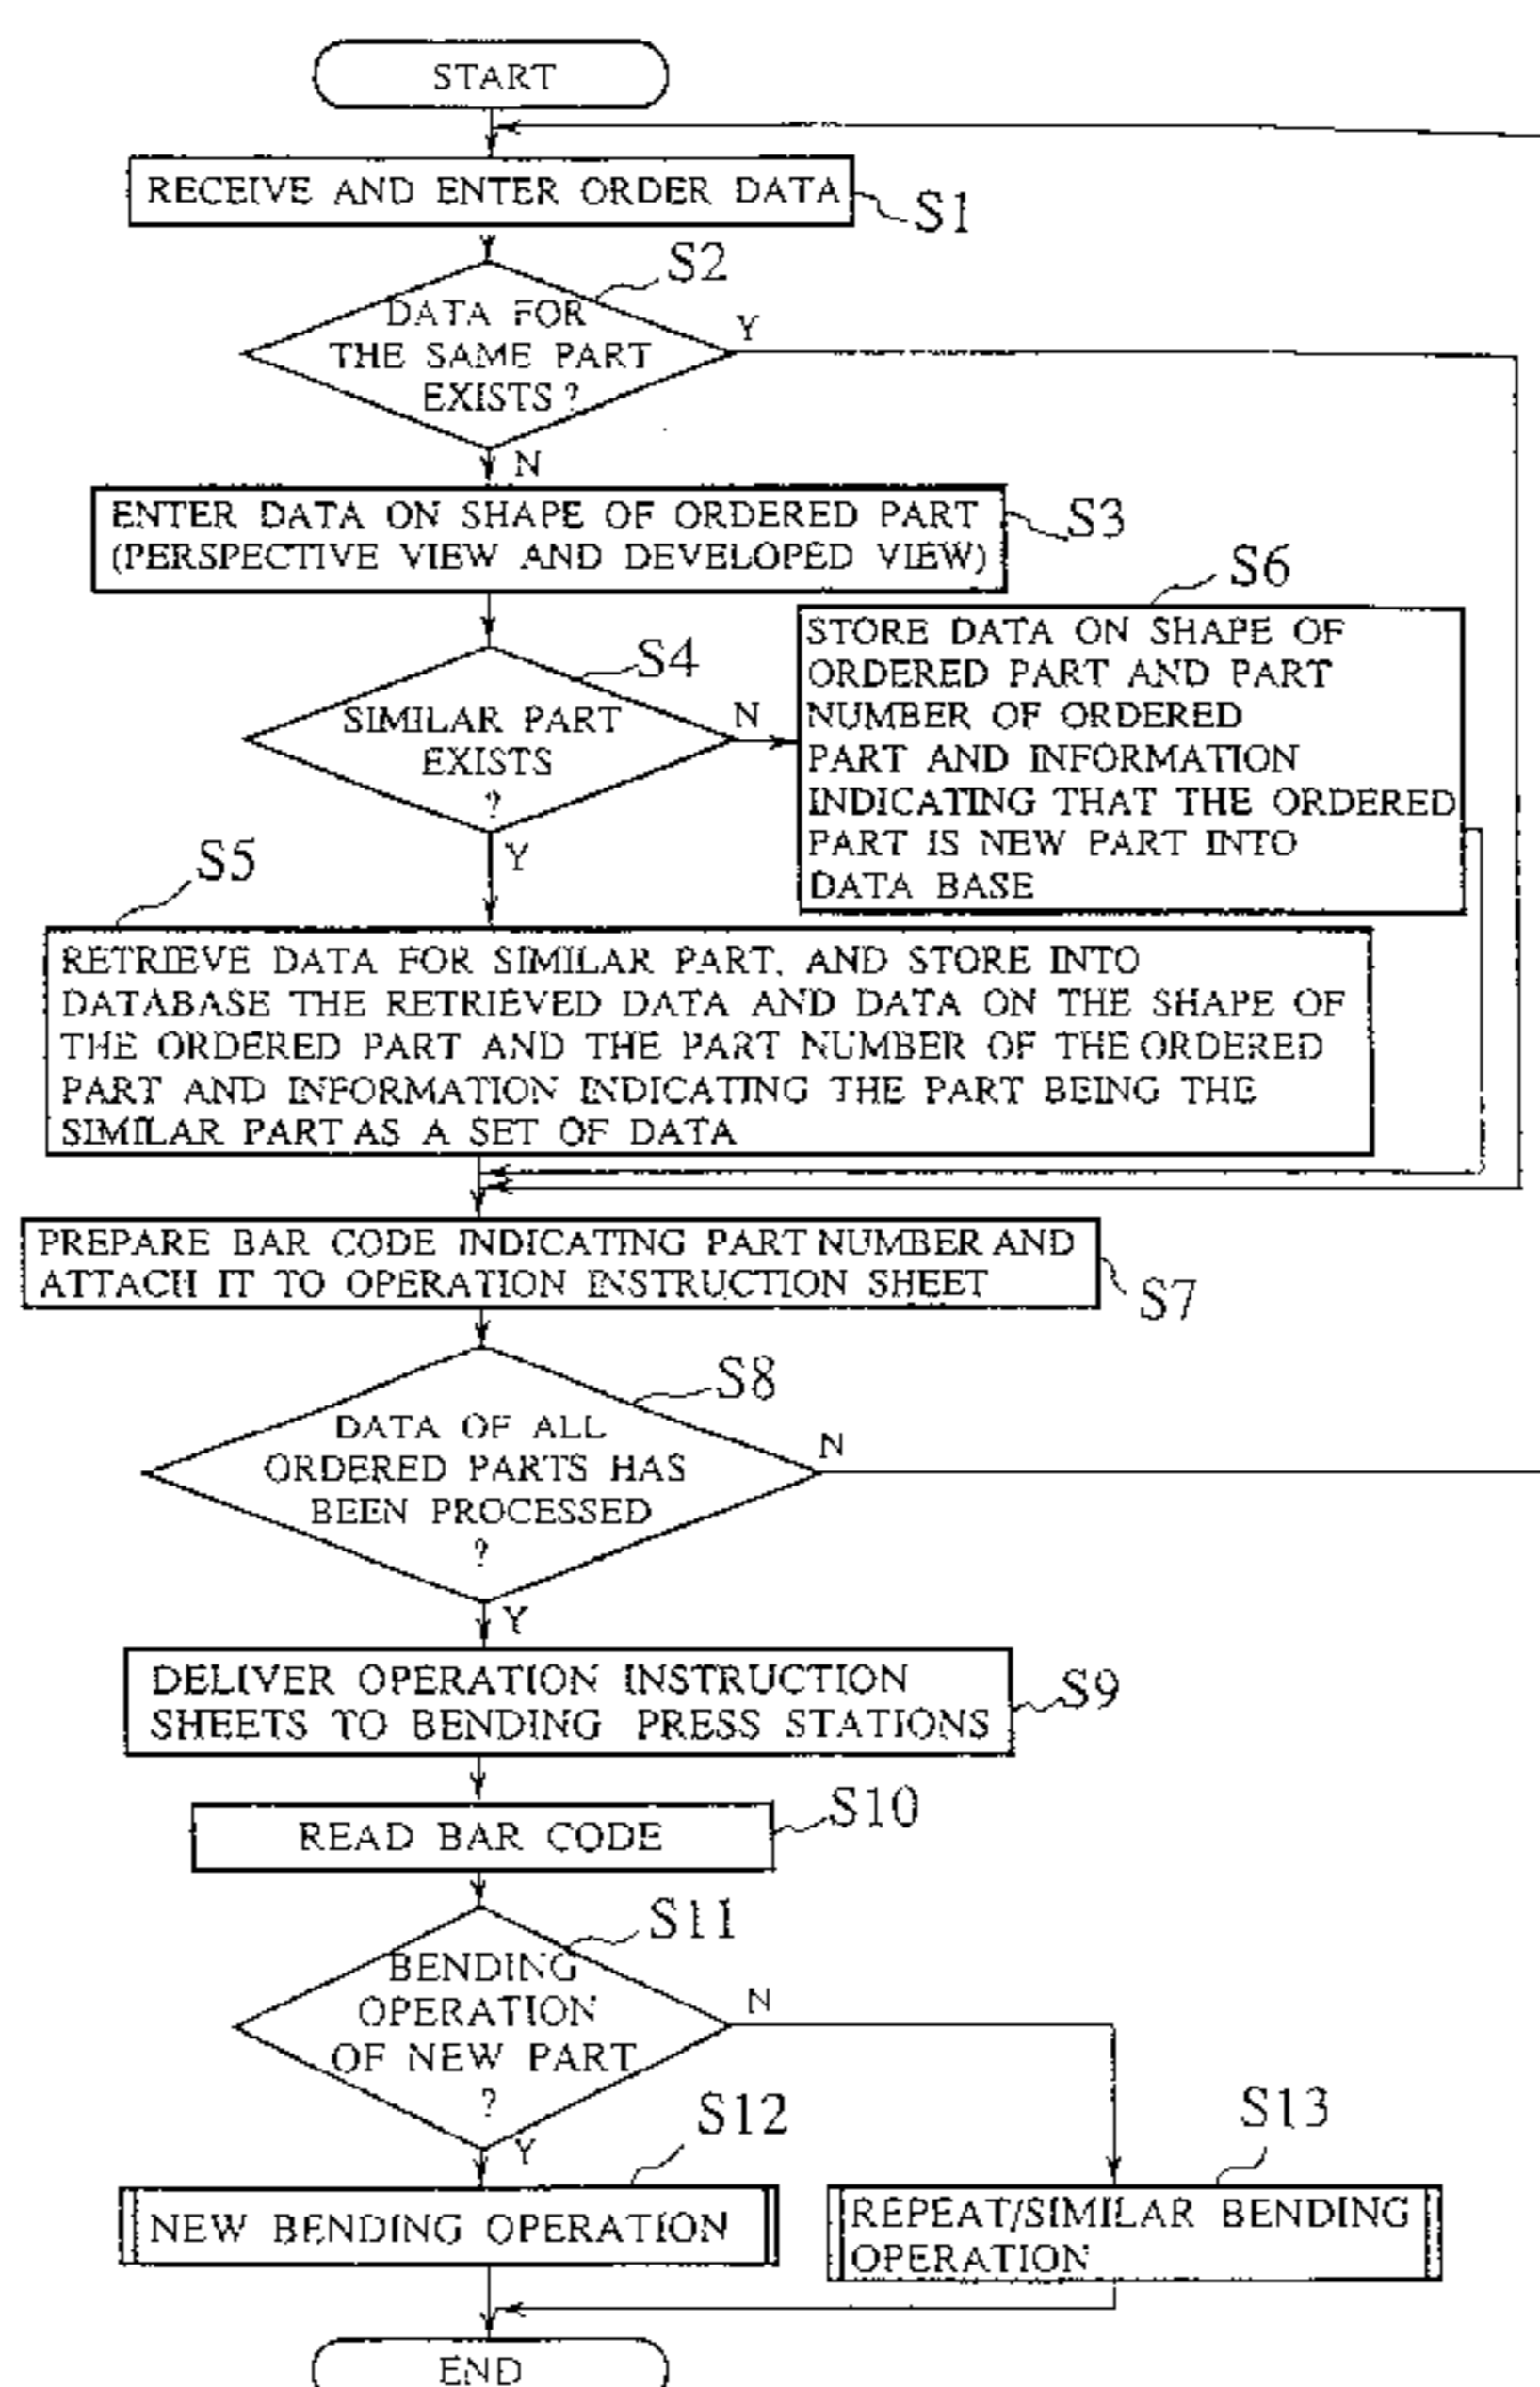 START
RECEIVE AND ENTER ORDER DATA
S1
S2
DATA FOR
THE SAME PART
EXISTS?
Y
N
ENTER DATA ON SHAPE OF ORDERED PART
(PERSPECTIVE VIEW AND DEVELOPED VIEW)
S3
S4
SIMILAR PART
EXISTS
?
N
Y
S6
STORE DATA ON SHAPE OF
ORDERED PART AND PART
NUMBER OF ORDERED
PART AND INFORMATION
INDICATING THAT THE ORDERED
PART IS NEW PART INTO
DATA BASE
S5
RETRIEVE DATA FOR SIMILAR PART, AND STORE INTO
DATABASE THE RETRIEVED DATA AND DATA ON THE SHAPE OF
THE ORDERED PART AND THE PART NUMBER OF THE ORDERED
PART AND INFORMATION INDICATING THE PART BEING THE
SIMILAR PART AS A SET OF DATA
PREPARE BAR CODE INDICATING PART NUMBER AND
ATTACH IT TO OPERATION INSTRUCTION SHEET
S7
S8
DATA OF ALL
ORDERED PARTS HAS
BEEN PROCESSED
?
N
Y
DELIVER OPERATION INSTRUCTION
SHEETS TO BENDING PRESS STATIONS
S9
READ BAR CODE
S10
S11
BENDING
OPERATION
OF NEW PART
?
N
Y
S12
NEW BENDING OPERATION
S13
REPEAT/SIMILAR BENDING
OPERATION
END